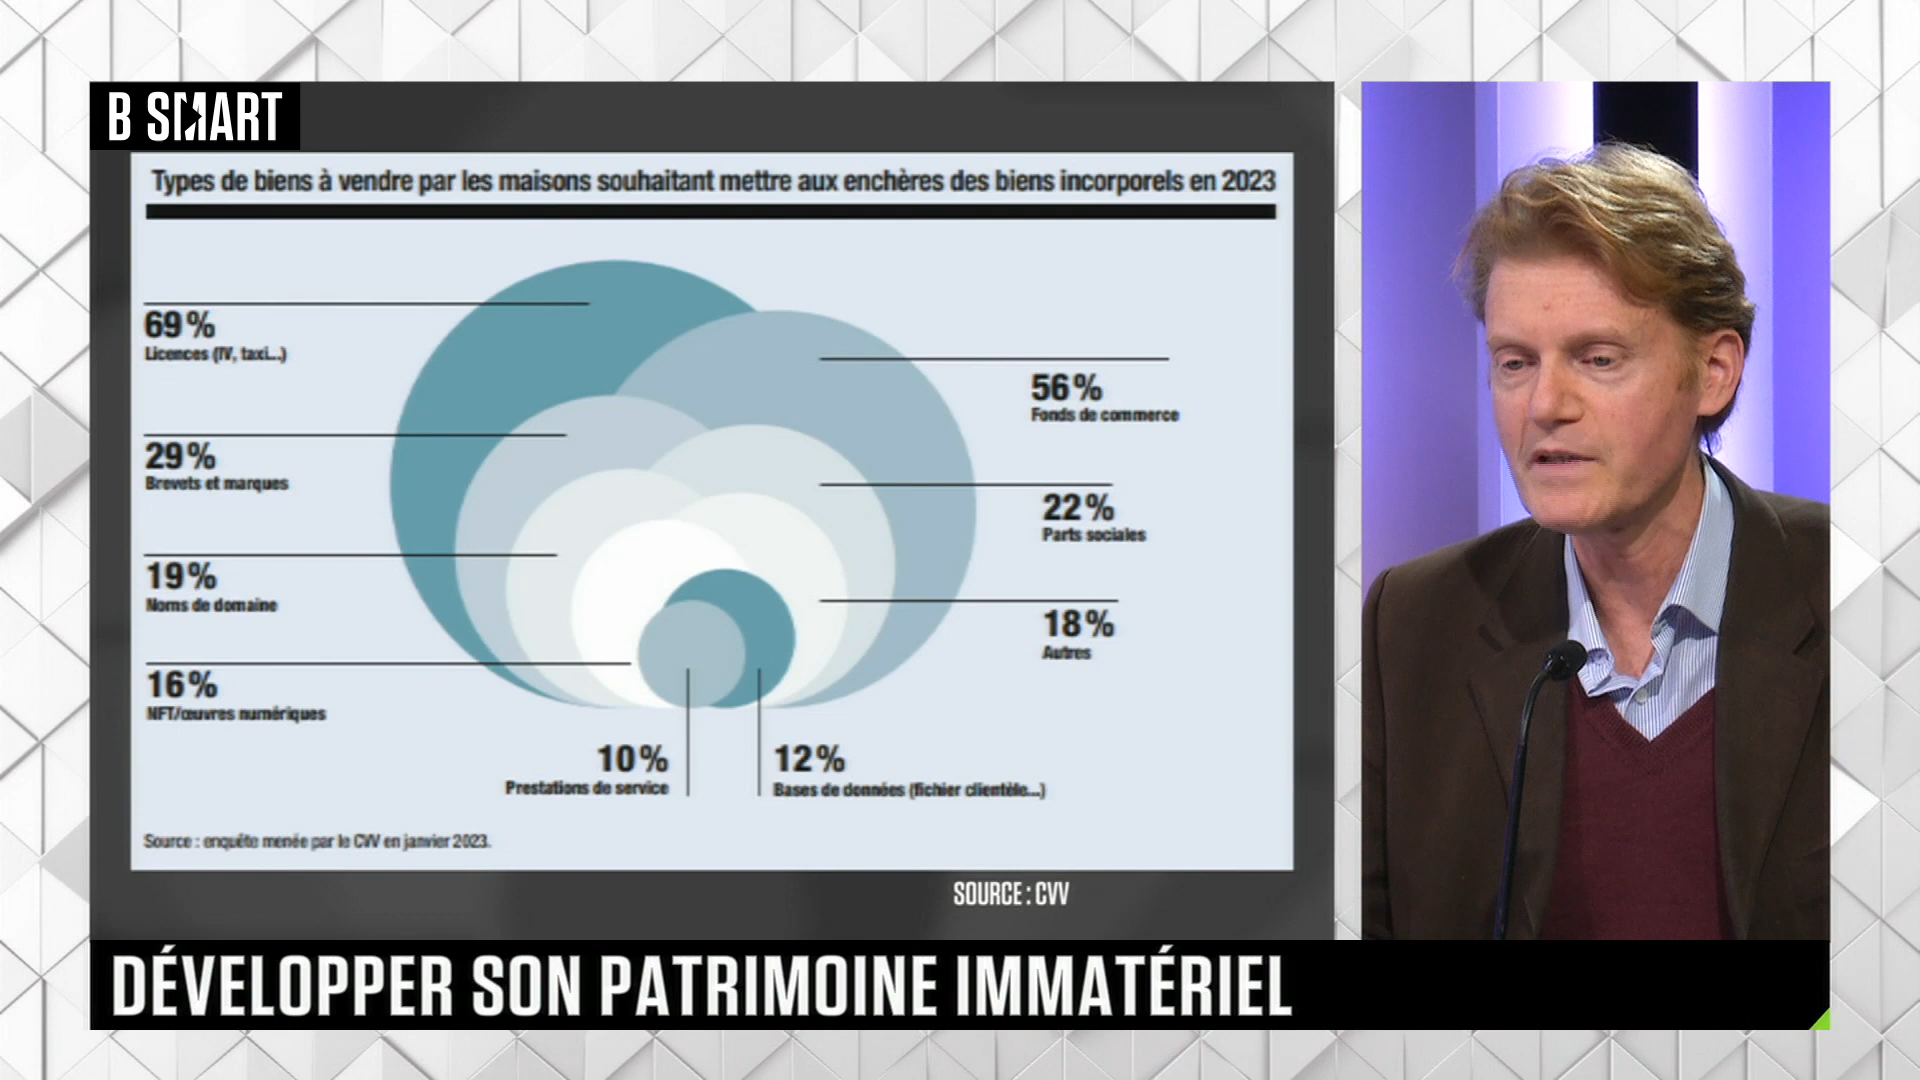 B SMART
Types de biens à vendre par les maisons souhaitant mettre aux enchères des biens incorporels en 2023
69%
Licences (IV, taxi...)
56%
Fonds de commerce
29%
Brevets et marques
22%
Parts sociales
19%
Noms de domaine
18%
Autres
16%
NFT/œuvres numériques
10%
Prestations de service
12%
Bases de données (fichier clientèle...)
Source : enquête menée par le CVV en janvier 2023.
SOURCE : CVV
DÉVELOPPER SON PATRIMOINE IMMATÉRIEL